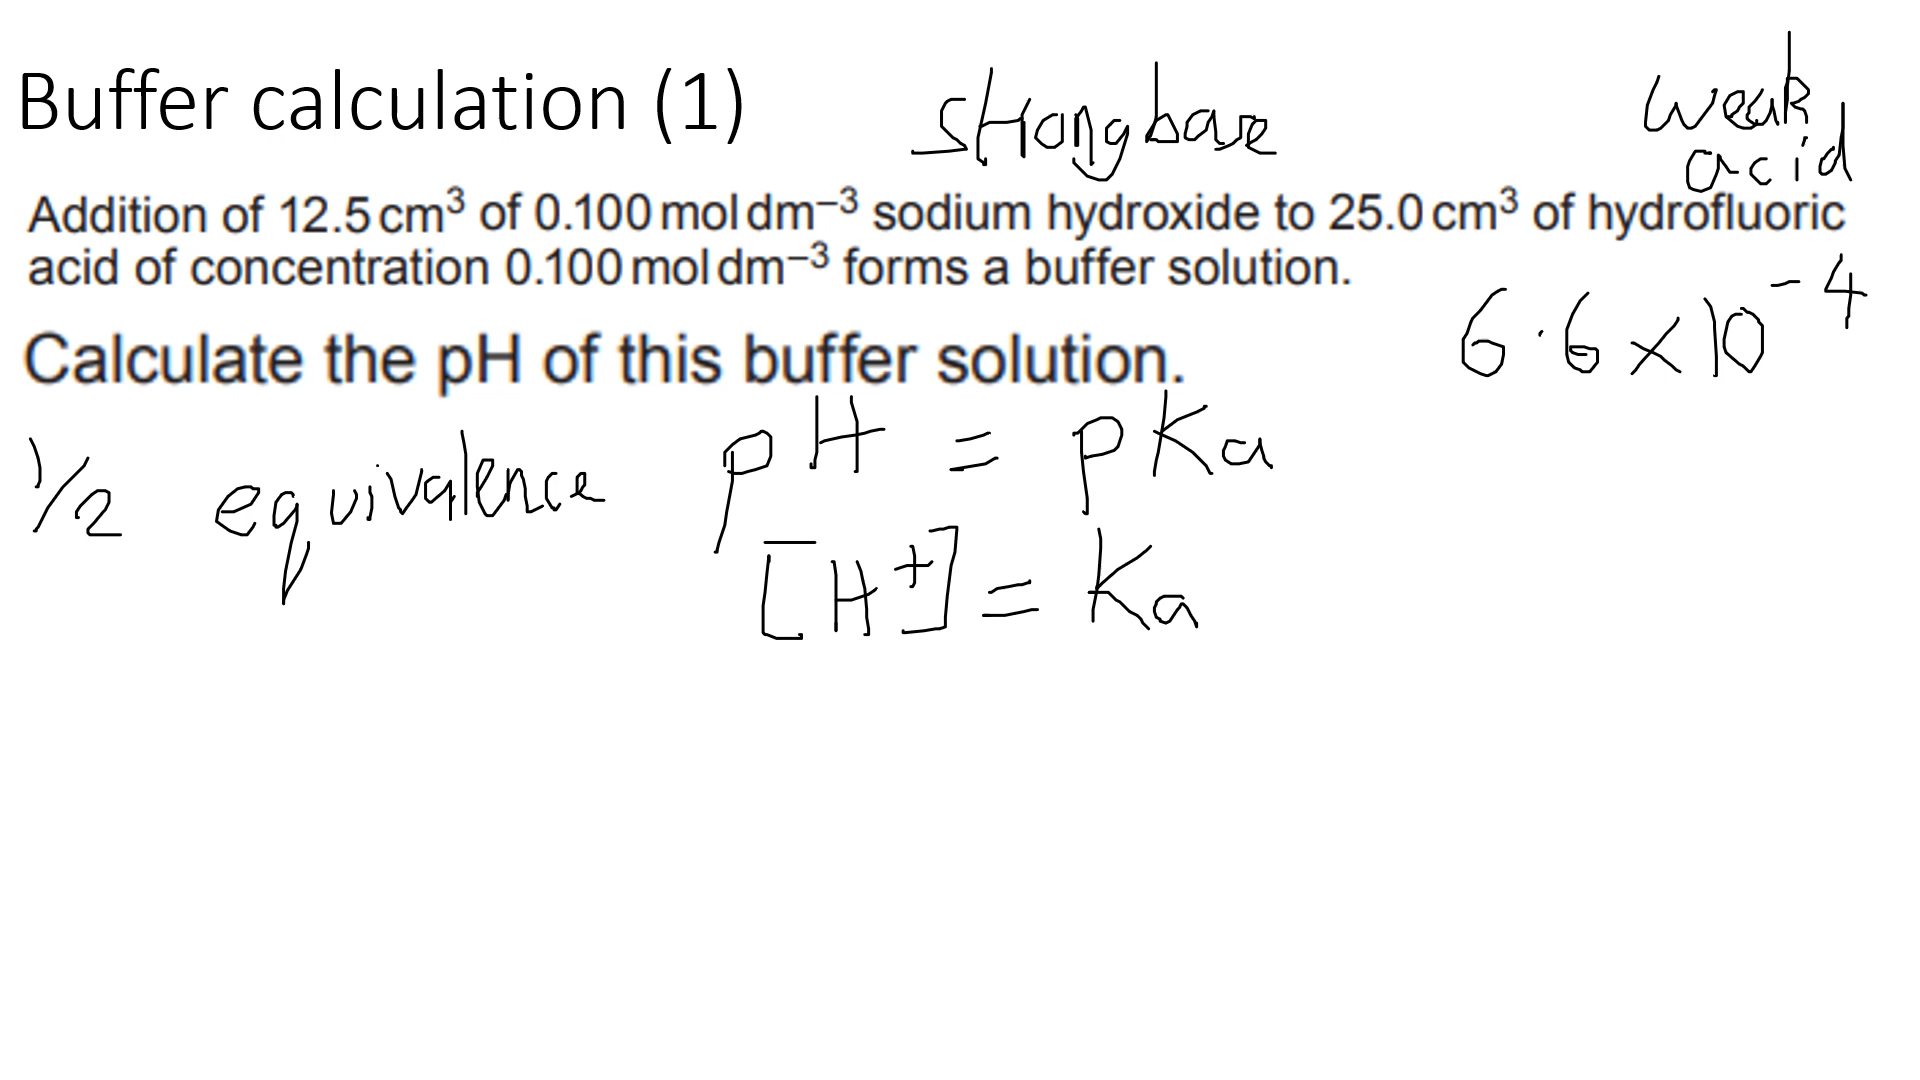 Buffer calculation (1)
strong base
weak
acid
Addition of 12.5 cm³ of 0.100 mol dm⁻³ sodium hydroxide to 25.0 cm³ of hydrofluoric
acid of concentration 0.100 mol dm⁻³ forms a buffer solution.
6.6 x 10⁻⁴
Calculate the pH of this buffer solution.
1/2 equivalence pH = pKa
[H⁺] = Ka